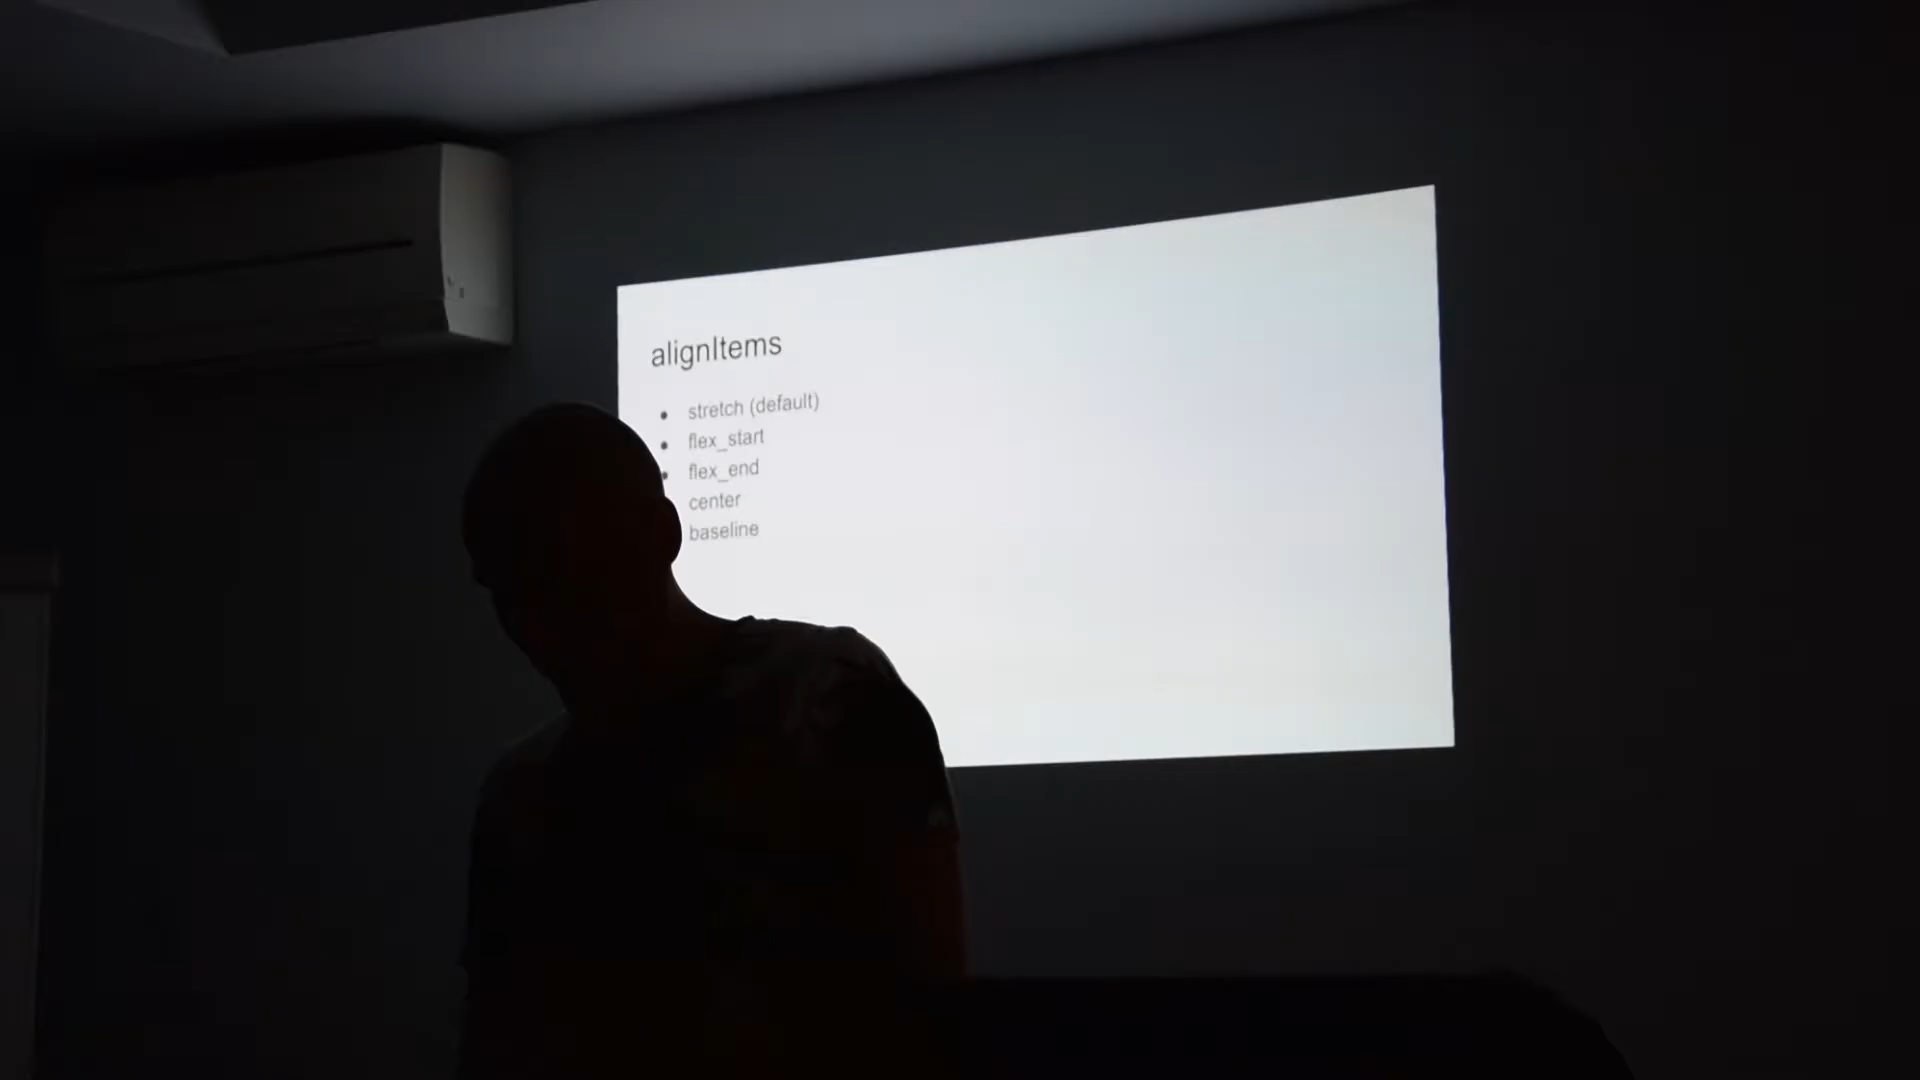 alignItems
• stretch (default)
• flex_start
• flex_end
center
baseline